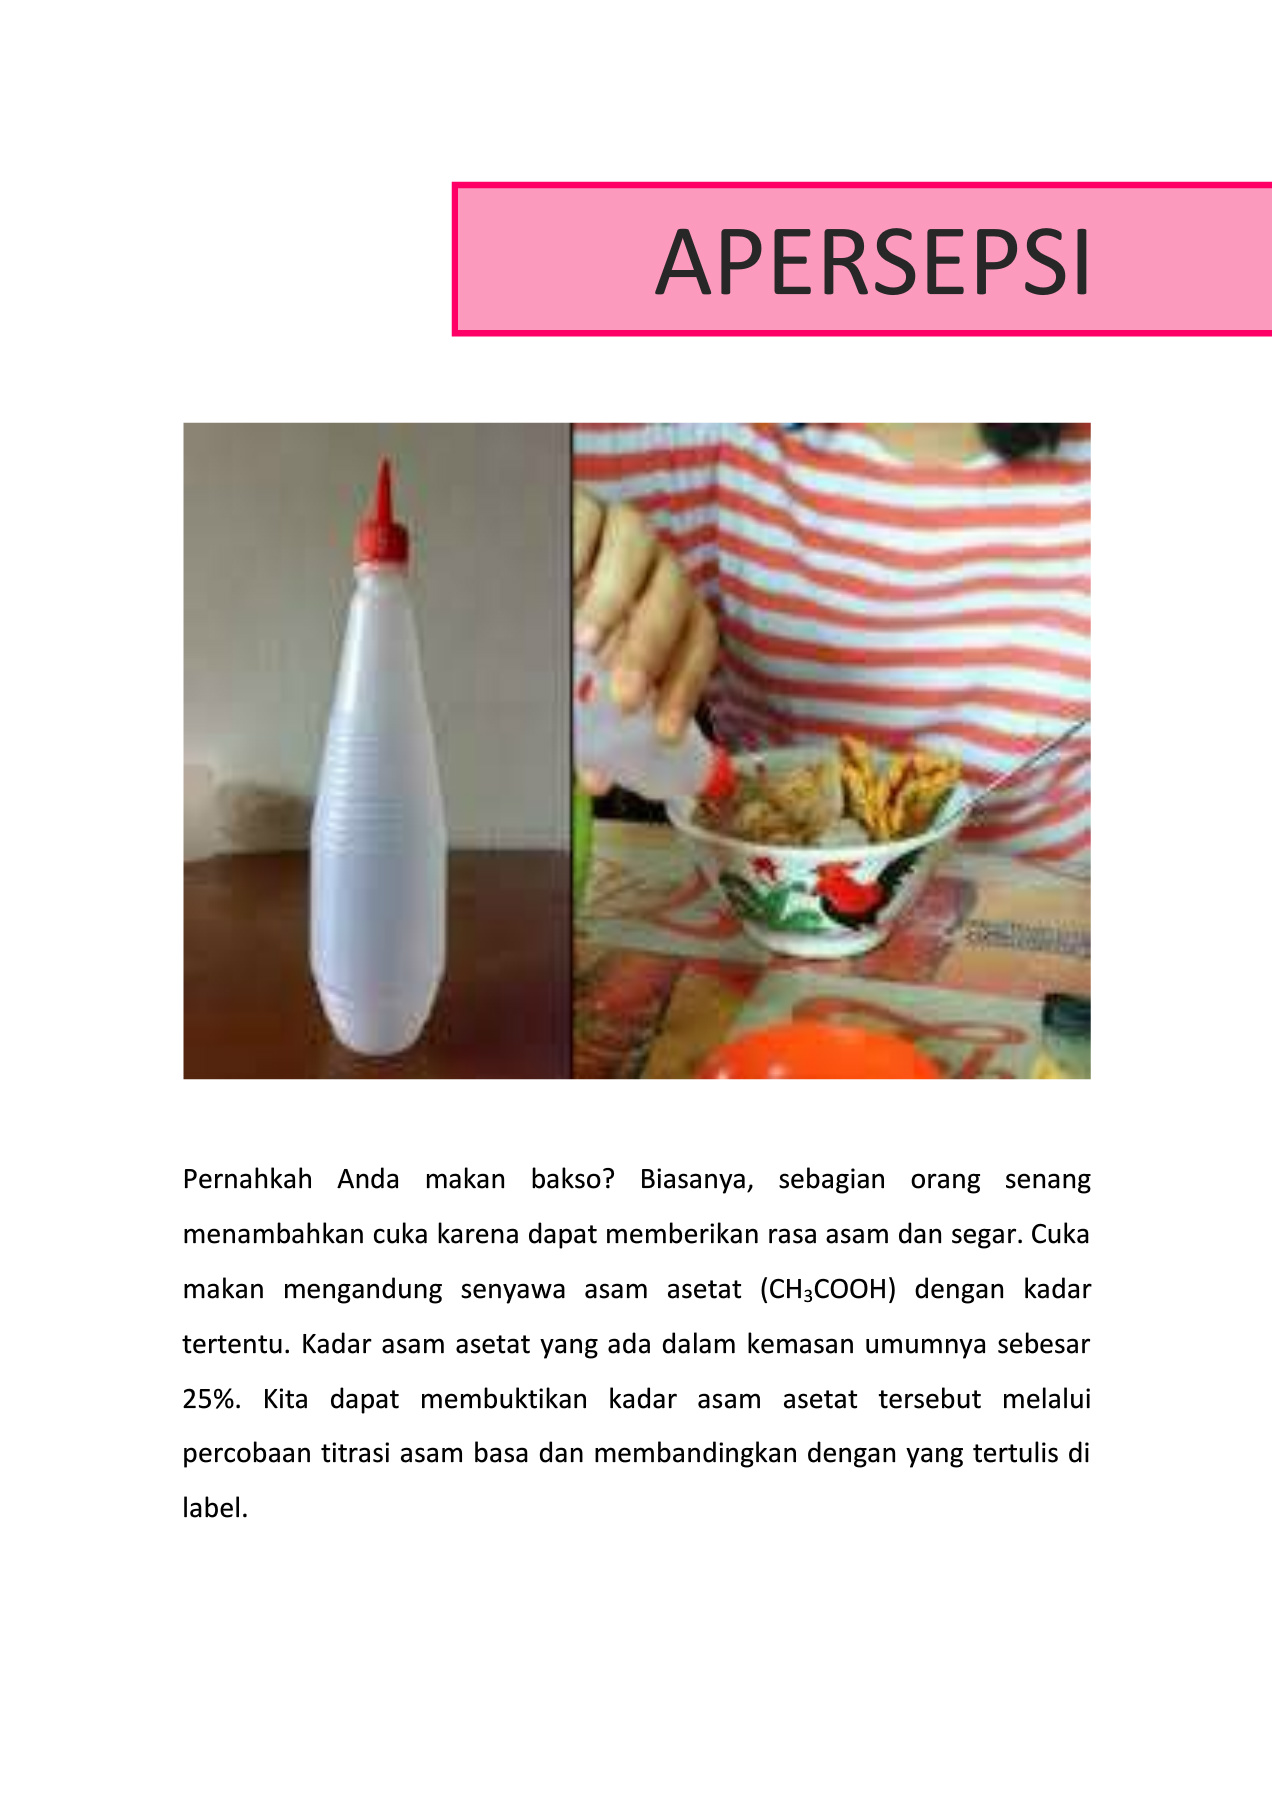 APERSEPSI
Pernahkah Anda makan bakso? Biasanya, sebagian orang senang
menambahkan cuka karena dapat memberikan rasa asam dan segar. Cuka
makan mengandung senyawa asam asetat (CH₃COOH) dengan kadar
tertentu. Kadar asam asetat yang ada dalam kemasan umumnya sebesar
25%. Kita dapat membuktikan kadar asam asetat tersebut melalui
percobaan titrasi asam basa dan membandingkan dengan yang tertulis di
label.